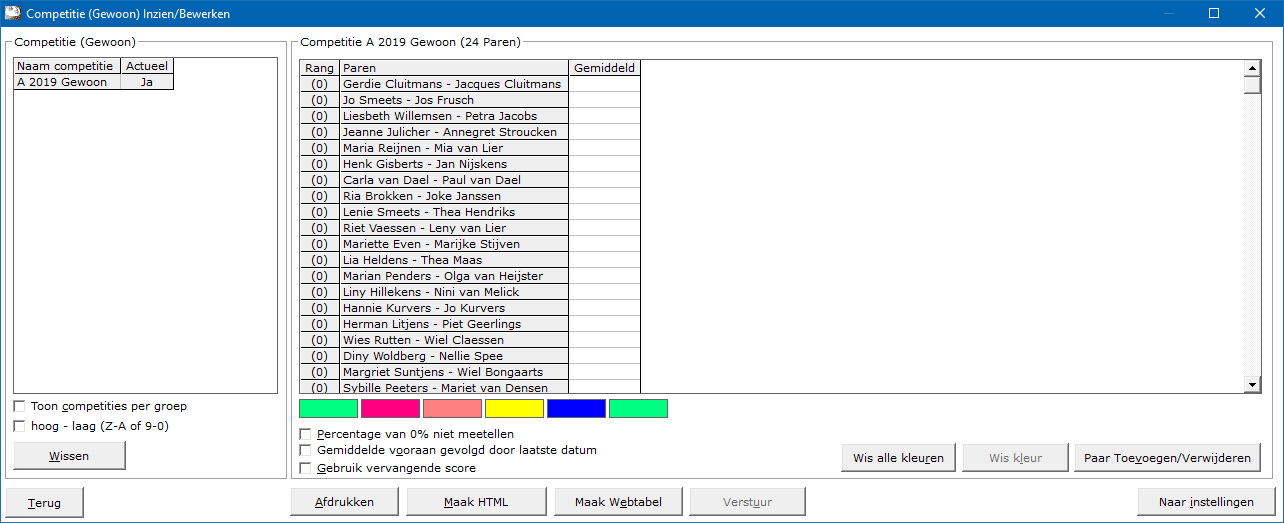 Competitie (Gewoon) Inzien/Bewerken
Competitie (Gewoon)
Naam competitie Actueel
A 2019 Gewoon Ja
Toon competities per groep
hoog - laag (Z-A of 9-0)
Wissen
Competitie A 2019 Gewoon (24 Paren)
Rang Paren Gemiddeld
(0) Gerdie Cluitmans - Jacques Cluitmans
(0) Jo Smeets - Jos Frusch
(0) Liesbeth Willemsen - Petra Jacobs
(0) Jeanne Julicher - Annegret Stroucken
(0) Maria Reijnen - Mia van Lier
(0) Henk Gisberts - Jan Nijskens
(0) Carla van Dael - Paul van Dael
(0) Ria Brokken - Joke Janssen
(0) Lenie Smeets - Thea Hendriks
(0) Riet Vaessen - Leny van Lier
(0) Mariette Even - Marijke Stijven
(0) Lia Heldens - Thea Maas
(0) Marian Penders - Olga van Heijster
(0) Liny Hillekens - Nini van Melick
(0) Hannie Kurvers - Jo Kurvers
(0) Herman Litjens - Piet Geerlings
(0) Wies Rutten - Wiel Claessen
(0) Diny Woldberg - Nellie Spee
(0) Margriet Suntjens - Wiel Bongaarts
(0) Sybille Peeters - Mariet van Densen
Percentage van 0% niet meetellen
Gemiddelde vooraan gevolgd door laatste datum
Gebruik vervangende score
Wis alle kleuren Wis kleur Paar Toevoegen/Verwijderen
Terug Afdrukken Maak HTML Maak Webtabel Verstuur Naar instellingen